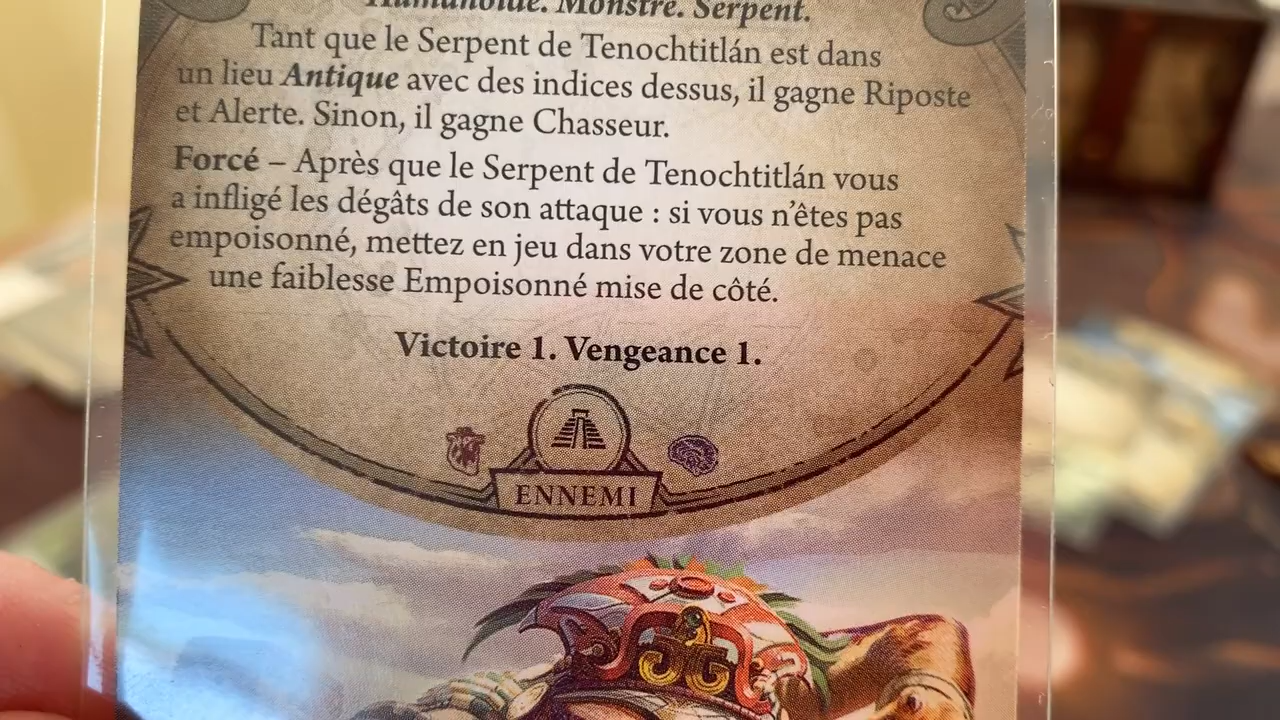 Humanoïde. Monstre. Serpent.
Tant que le Serpent de Tenochtitlán est dans
un lieu Antique avec des indices dessus, il gagne Riposte
et Alerte. Sinon, il gagne Chasseur.
Forcé – Après que le Serpent de Tenochtitlán vous
a infligé les dégâts de son attaque : si vous n'êtes pas
empoisonné, mettez en jeu dans votre zone de menace
une faiblesse Empoisonné mise de côté.
Victoire 1. Vengeance 1.
ENNEMI